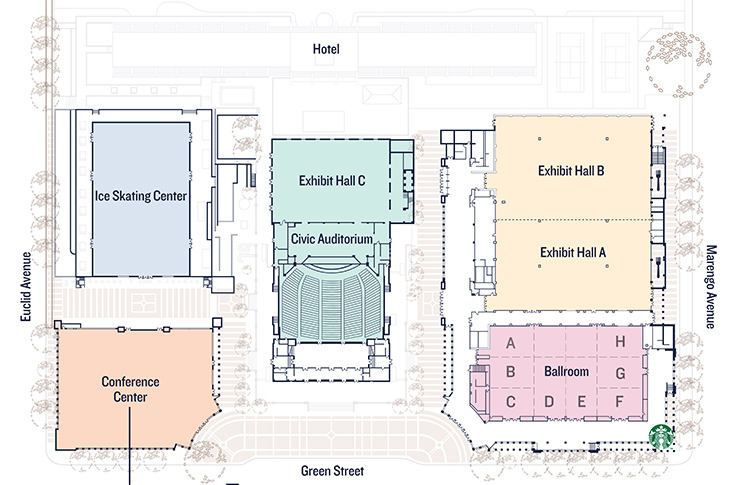 Hotel
Ice Skating Center
Exhibit Hall C
Civic Auditorium
Exhibit Hall B
Exhibit Hall A
Euclid Avenue
Marengo Avenue
Conference
Center
A
H
B
Ballroom
G
C
D
E
F
Green Street